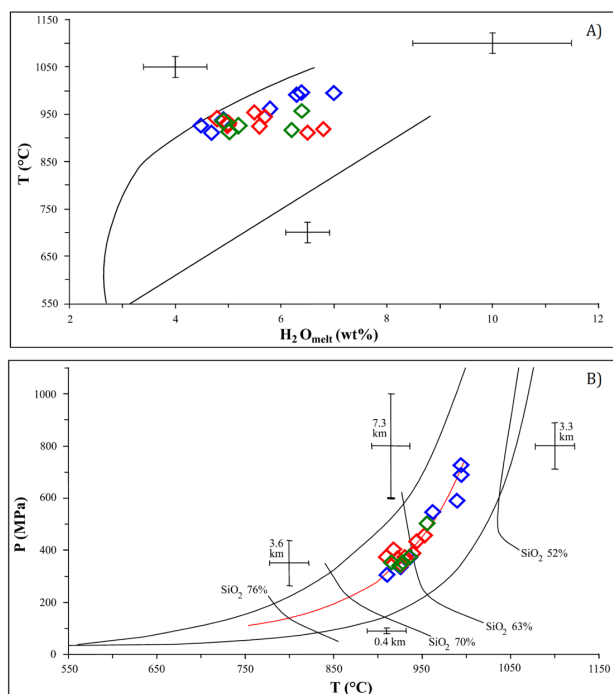 A)
1150
1050
950
850
750
650
550
T (°C)
2
4
6
8
10
12
H₂ O melt (wt%)
B)
1000
800
600
400
200
0
P (MPa)
7.3
km
3.3
km
3.6
km
SiO₂ 52%
SiO₂ 76%
SiO₂ 63%
SiO₂ 70%
0.4 km
550
650
750
850
950
1050
1150
T (°C)